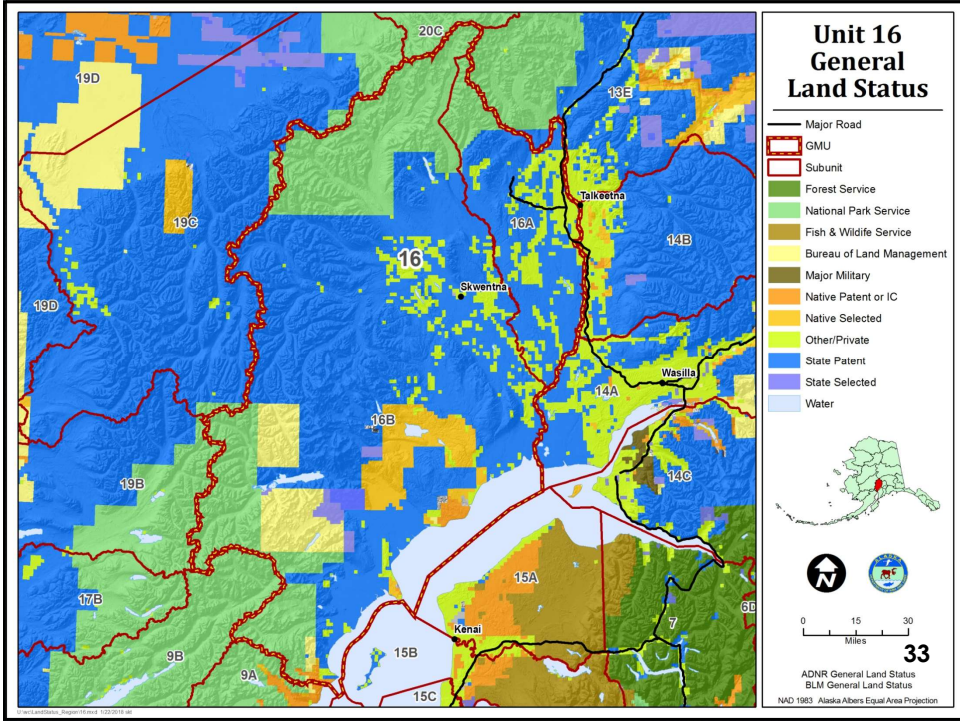 20C
19D
13E
19C
Talkeetna
16A
14B
16
Skwentna
19D
Wasilla
14A
16B
14C
19B
15A
17B
6D
7
Kenai
9B
15B
9A
15C
Unit 16
General
Land Status
Major Road
GMU
Subunit
Forest Service
National Park Service
Fish & Wildlife Service
Bureau of Land Management
Major Military
Native Patent or IC
Native Selected
Other/Private
State Patent
State Selected
Water
N
ALASKA
0 15 30
Miles
33
ADNR General Land Status
BLM General Land Status
NAD 1983 Alaska Albers Equal Area Projection